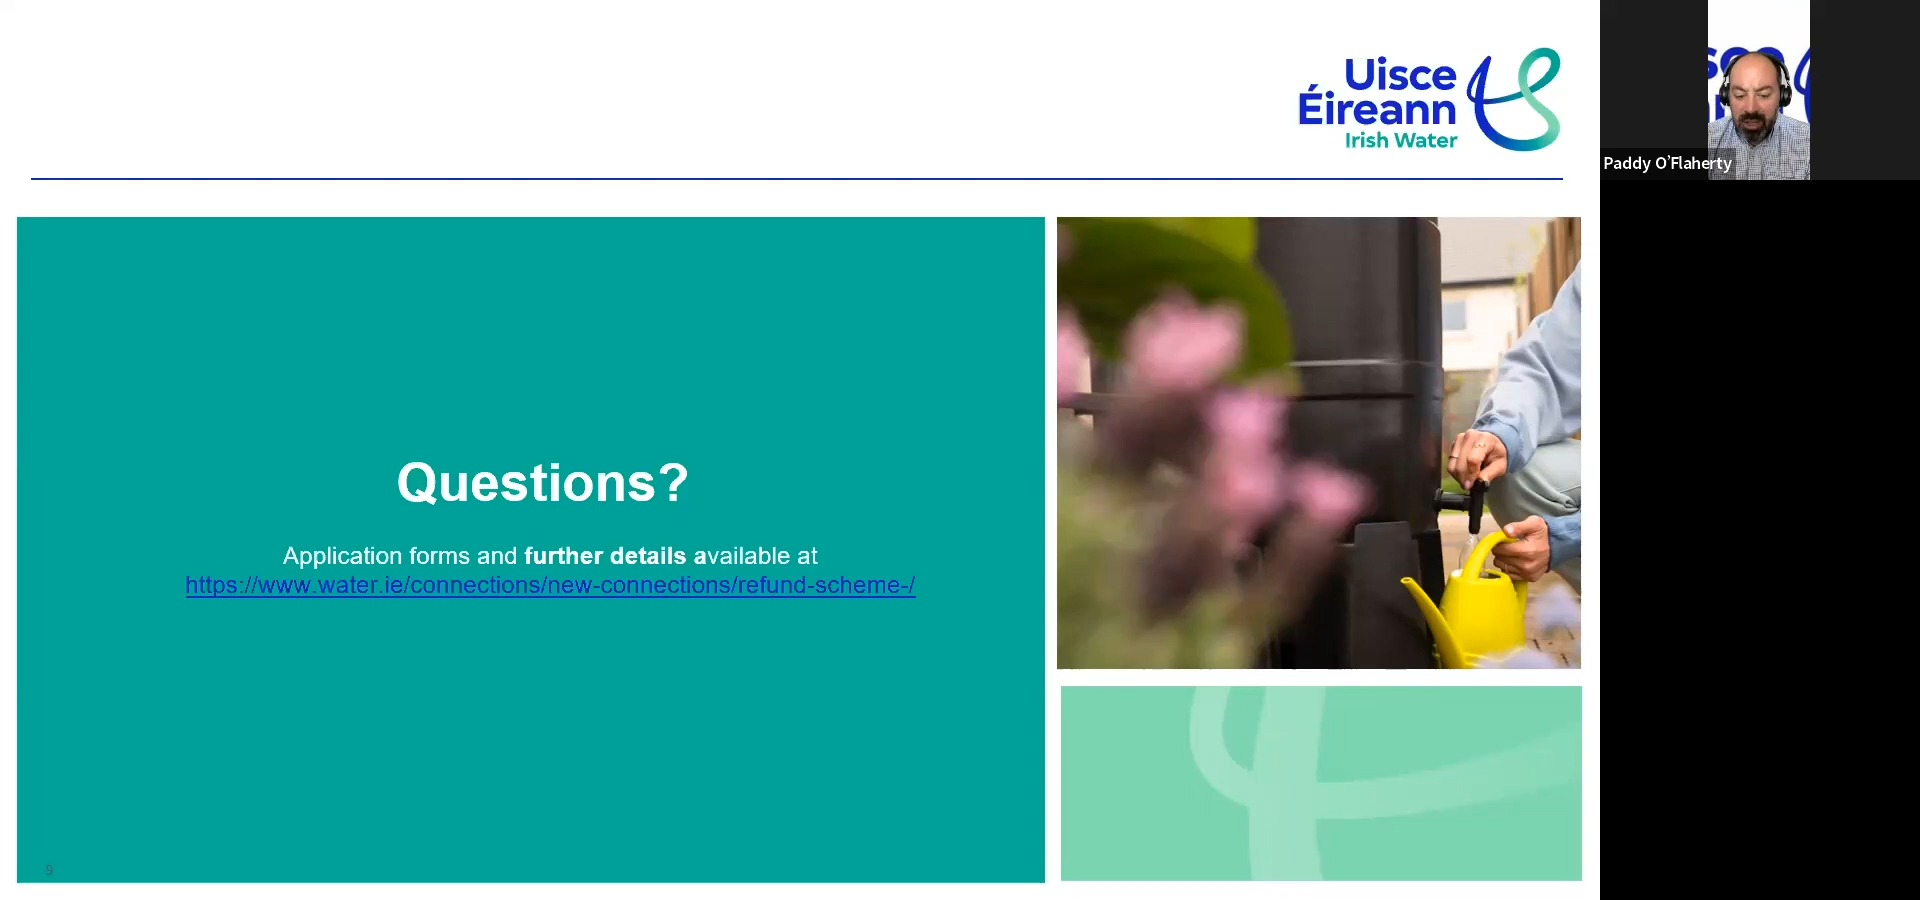 Uisce
Éireann
Irish Water
Paddy O'Flaherty
Questions?
Application forms and further details available at
https://www.water.ie/connections/new-connections/refund-scheme-/
9